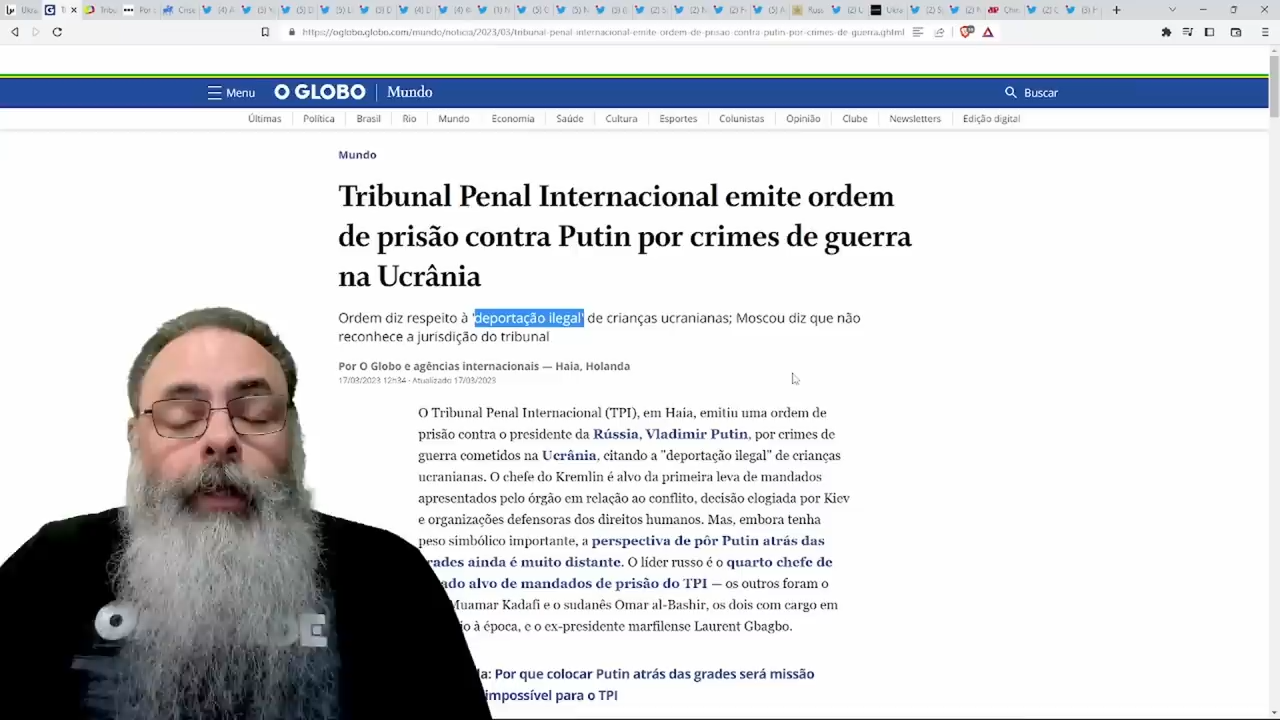 https://oglobo.globo.com/mundo/noticia/2023/03/tribunal-penal-internacional-emite-ordem-de-prisao-contra-putin-por-crimes-de-guerra.ghtml
Menu O GLOBO Mundo Buscar
Últimas Política Brasil Rio Mundo Economia Saúde Cultura Esportes Colunistas Opinião Clube Newsletters Edição digital
Mundo
Tribunal Penal Internacional emite ordem
de prisão contra Putin por crimes de guerra
na Ucrânia
Ordem diz respeito à 'deportação ilegal' de crianças ucranianas; Moscou diz que não
reconhece a jurisdição do tribunal
Por O Globo e agências internacionais — Haia, Holanda
17/03/2023 12h34 · Atualizado 17/03/2023
O Tribunal Penal Internacional (TPI), em Haia, emitiu uma ordem de
prisão contra o presidente da Rússia, Vladimir Putin, por crimes de
guerra cometidos na Ucrânia, citando a "deportação ilegal" de crianças
ucranianas. O chefe do Kremlin é alvo da primeira leva de mandados
apresentados pelo órgão em relação ao conflito, decisão elogiada por Kiev
e organizações defensoras dos direitos humanos. Mas, embora tenha
peso simbólico importante, a perspectiva de pôr Putin atrás das
rades ainda é muito distante. O líder russo é o quarto chefe de
ado alvo de mandados de prisão do TPI — os outros foram o
Muamar Kadafi e o sudanês Omar al-Bashir, os dois com cargo em
o à época, e o ex-presidente marfilense Laurent Gbagbo.
a: Por que colocar Putin atrás das grades será missão
impossível para o TPI